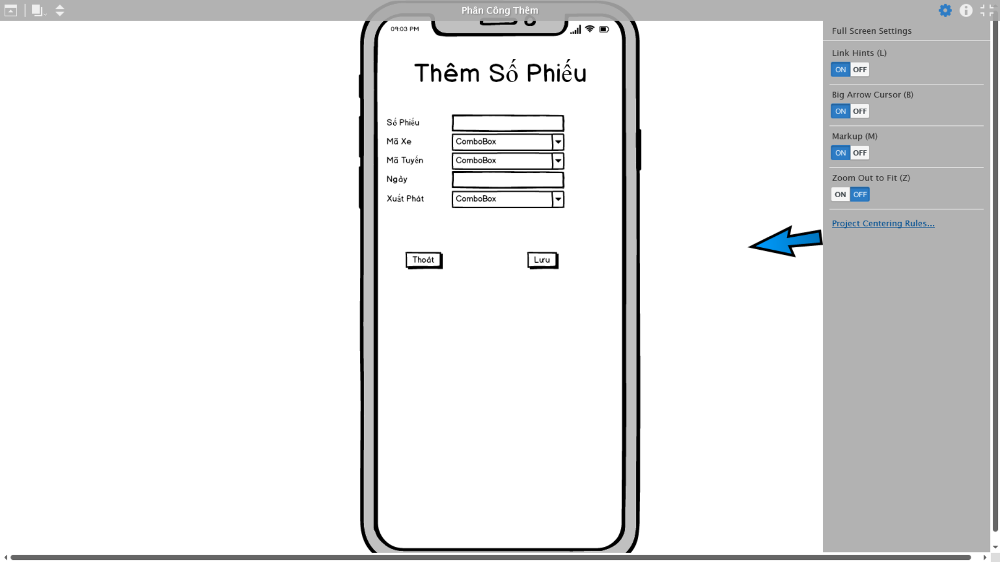 Phân Công Thêm
09:03 PM
Thêm Số Phiếu
Số Phiếu
Mã Xe
ComboBox
Mã Tuyến
ComboBox
Ngày
Xuất Phát
ComboBox
Thoát
Lưu
Full Screen Settings
Link Hints (L)
ON OFF
Big Arrow Cursor (B)
ON OFF
Markup (M)
ON OFF
Zoom Out to Fit (Z)
ON OFF
Project Centering Rules...